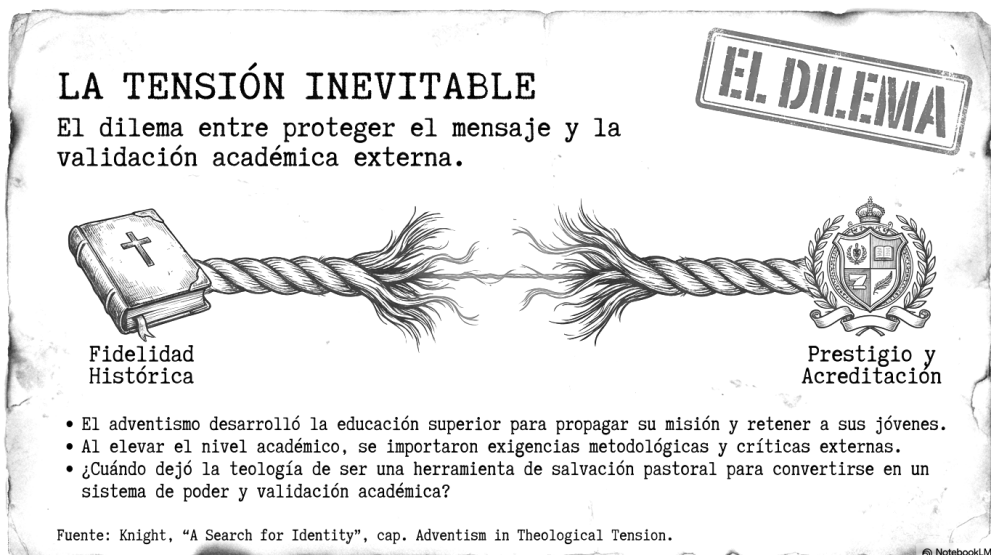 EL DILEMA
LA TENSIÓN INEVITABLE
El dilema entre proteger el mensaje y la
validación académica externa.
Fidelidad
Histórica
Prestigio y
Acreditación
• El adventismo desarrolló la educación superior para propagar su misión y retener a sus jóvenes.
• Al elevar el nivel académico, se importaron exigencias metodológicas y críticas externas.
• ¿Cuándo dejó la teología de ser una herramienta de salvación pastoral para convertirse en un
sistema de poder y validación académica?
Fuente: Knight, “A Search for Identity”, cap. Adventism in Theological Tension.
NotebookLM